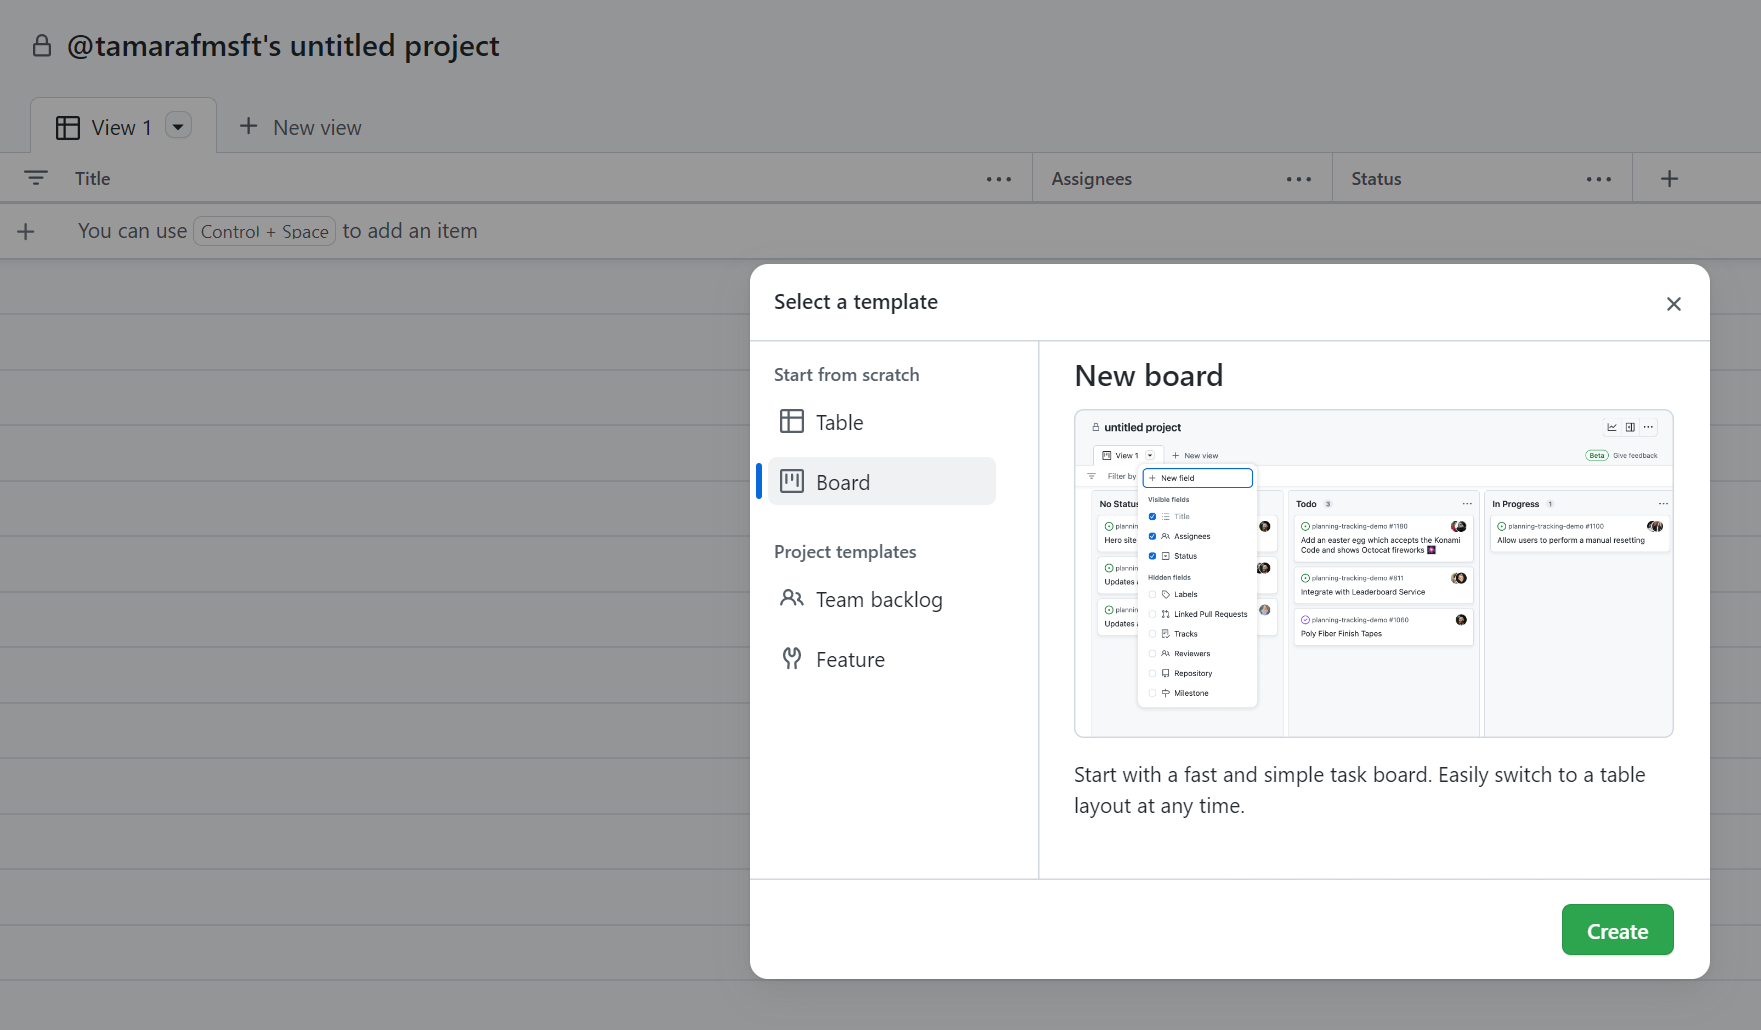 @tamarafmsft's untitled project
View 1
New view
Title
Assignees
Status
You can use Control + Space to add an item
Select a template
Start from scratch
Table
Board
Project templates
Team backlog
Feature
New board
untitled project
View 1
New view
Beta Give feedback
Filter by
New field
Visible fields
Title
Assignees
Status
Hidden fields
Labels
Linked Pull Requests
Tracks
Reviewers
Repository
Milestone
No Status
plannin
Hero site
plannin
Updates
plannin
Updates
Todo 3
planning-tracking-demo #1180
Add an easter egg which accepts the Konami
Code and shows Octocat fireworks
planning-tracking-demo #811
Integrate with Leaderboard Service
planning-tracking-demo #1060
Poly Fiber Finish Tapes
In Progress 1
planning-tracking-demo #1100
Allow users to perform a manual resetting
Start with a fast and simple task board. Easily switch to a table
layout at any time.
Create